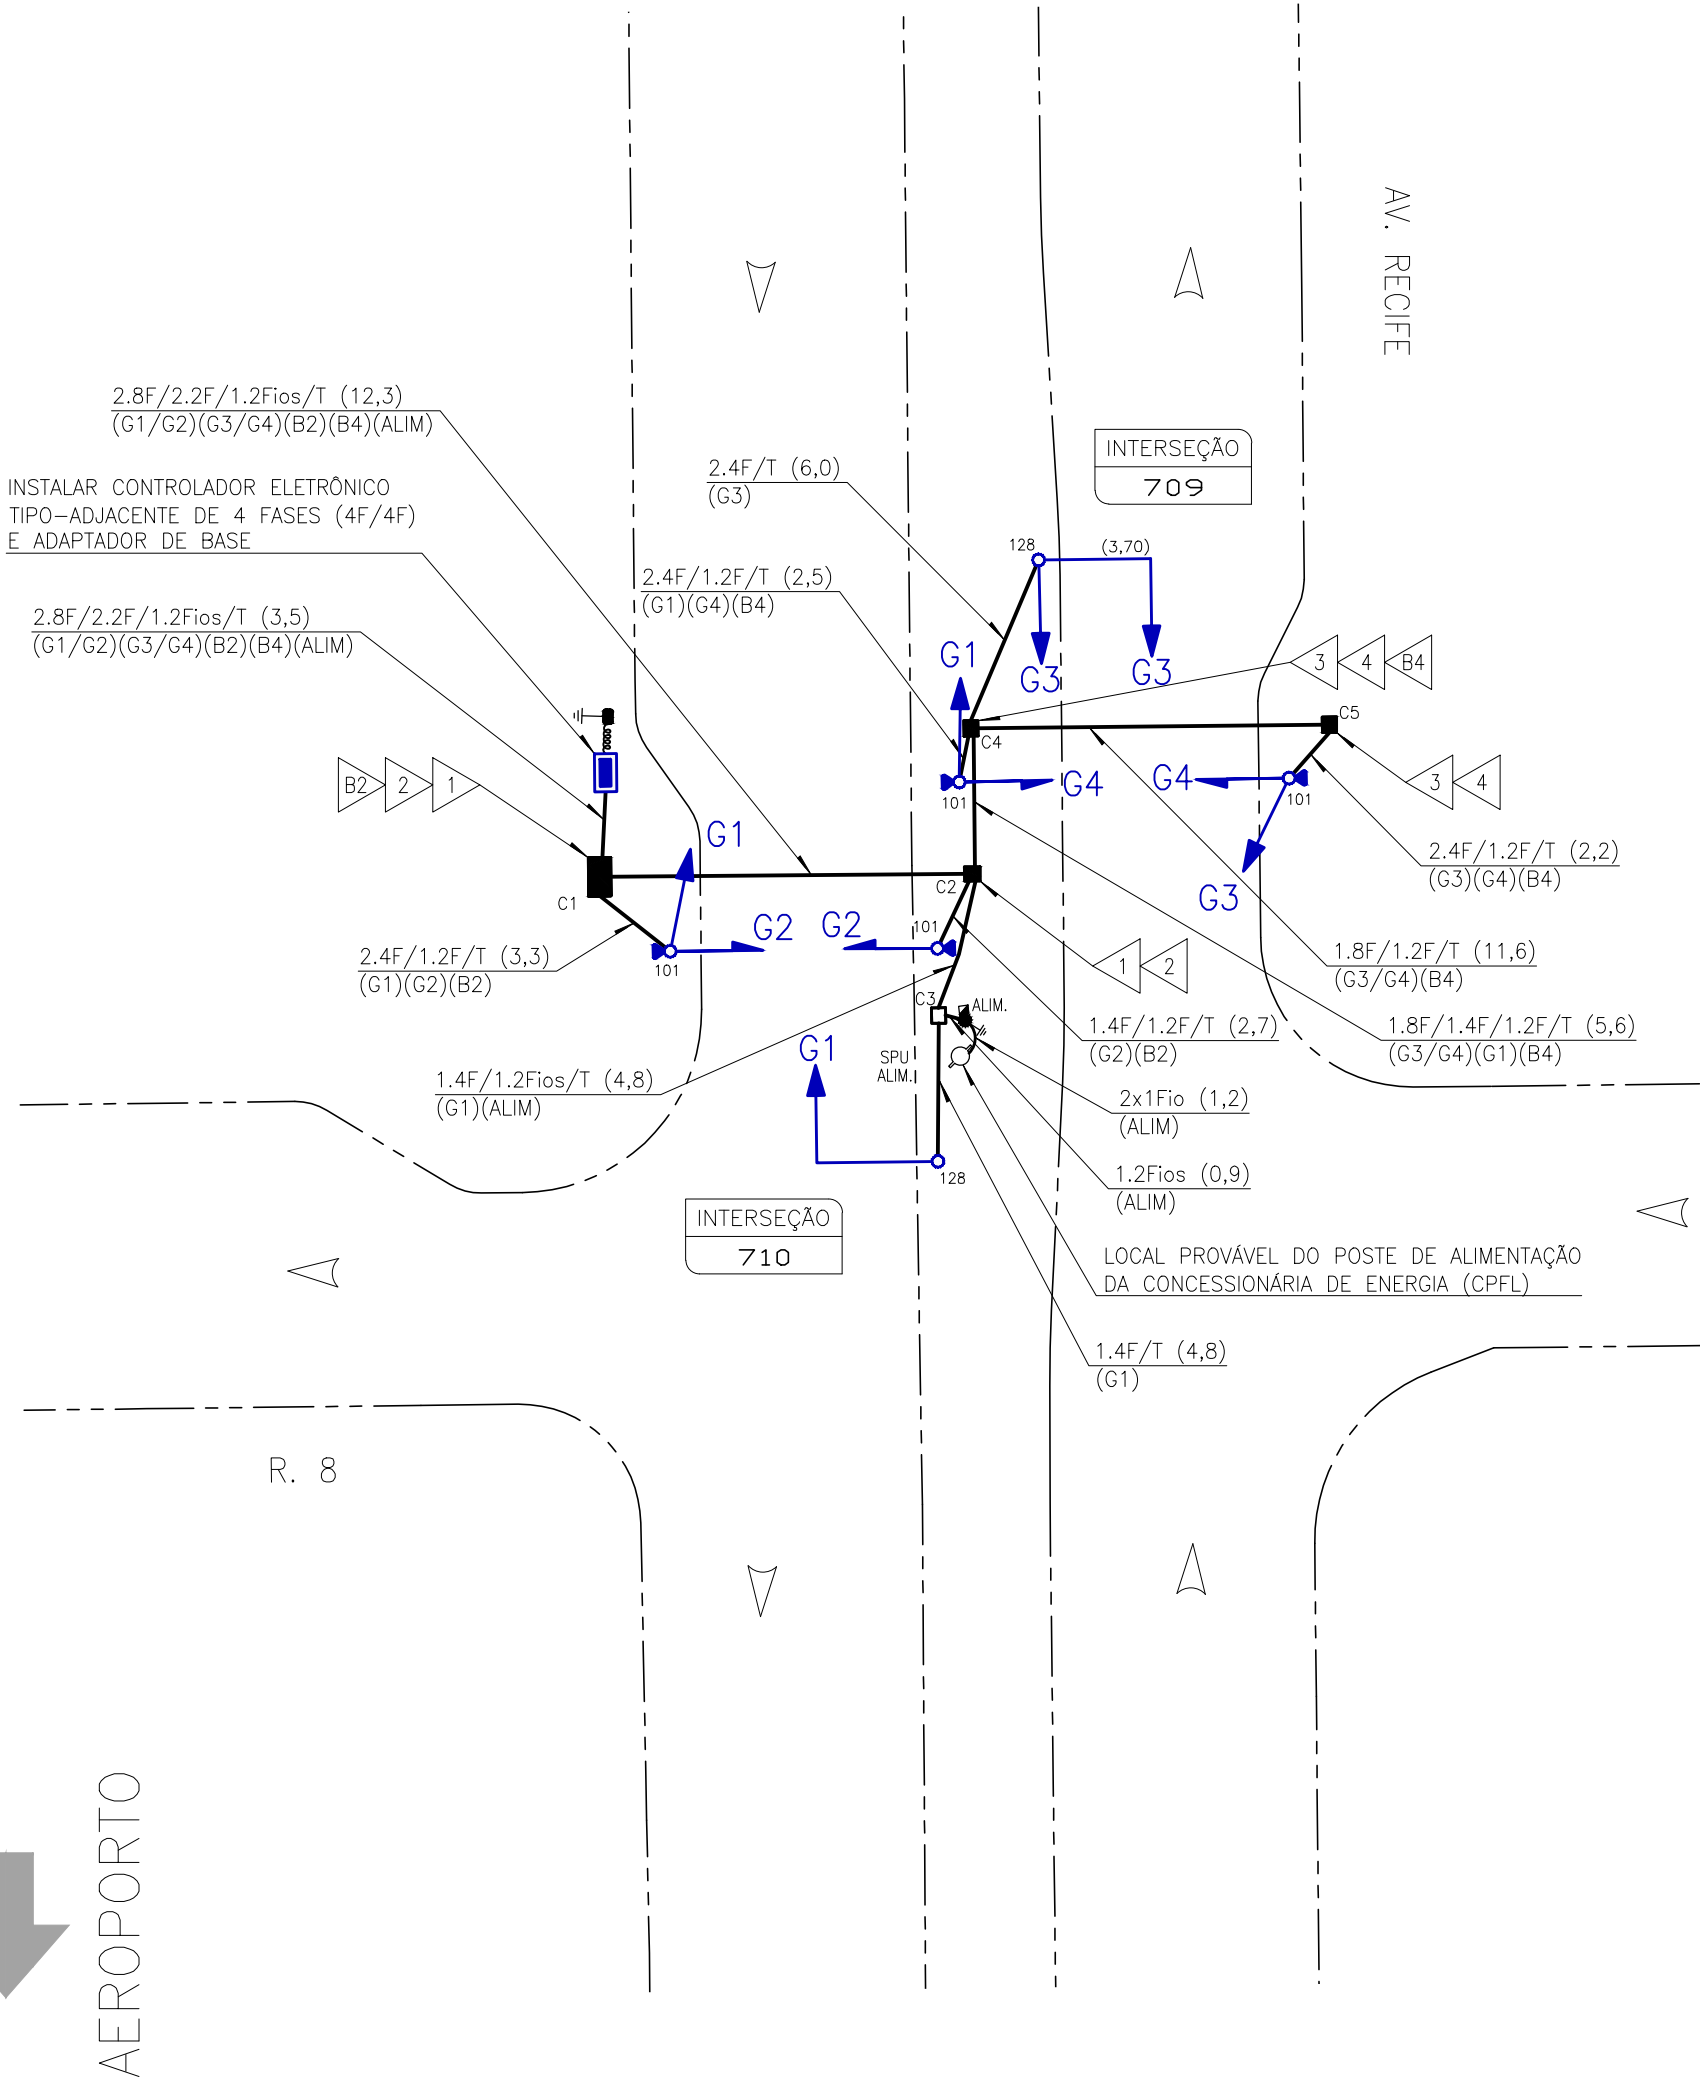 AV. RECIFE
2.8F/2.2F/1.2Fios/T (12,3)
(G1/G2)(G3/G4)(B2)(B4)(ALIM)
INTERSEÇÃO
709
2.4F/T (6,0)
(G3)
INSTALAR CONTROLADOR ELETRÔNICO
TIPO-ADJACENTE DE 4 FASES (4F/4F)
E ADAPTADOR DE BASE
128
(3,70)
2.4F/1.2F/T (2,5)
(G1)(G4)(B4)
2.8F/2.2F/1.2Fios/T (3,5)
(G1/G2)(G3/G4)(B2)(B4)(ALIM)
G1
G3
G3
3 4 B4
C5
C4
B2 2 1
G4
G4
3 4
101
101
G1
2.4F/1.2F/T (2,2)
(G3)(G4)(B4)
C1
C2
G3
G2
G2
101
101
2.4F/1.2F/T (3,3)
(G1)(G2)(B2)
1 2
1.8F/1.2F/T (11,6)
(G3/G4)(B4)
C3
ALIM.
1.4F/1.2F/T (2,7)
(G2)(B2)
1.8F/1.4F/1.2F/T (5,6)
(G3/G4)(G1)(B4)
G1
SPU
ALIM.
1.4F/1.2Fios/T (4,8)
(G1)(ALIM)
2x1Fio (1,2)
(ALIM)
128
1.2Fios (0,9)
(ALIM)
INTERSEÇÃO
710
LOCAL PROVÁVEL DO POSTE DE ALIMENTAÇÃO
DA CONCESSIONÁRIA DE ENERGIA (CPFL)
1.4F/T (4,8)
(G1)
R. 8
AEROPORTO